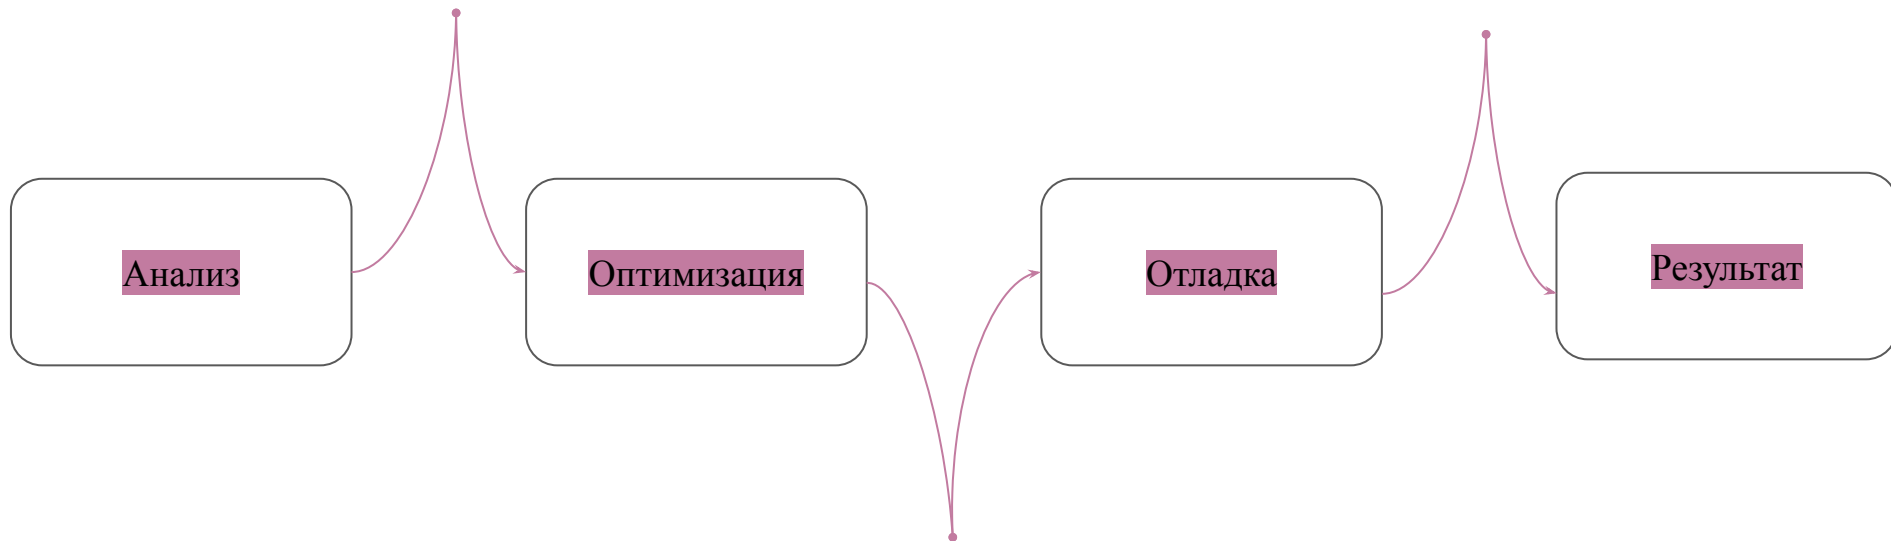 Анализ
Оптимизация
Отладка
Результат